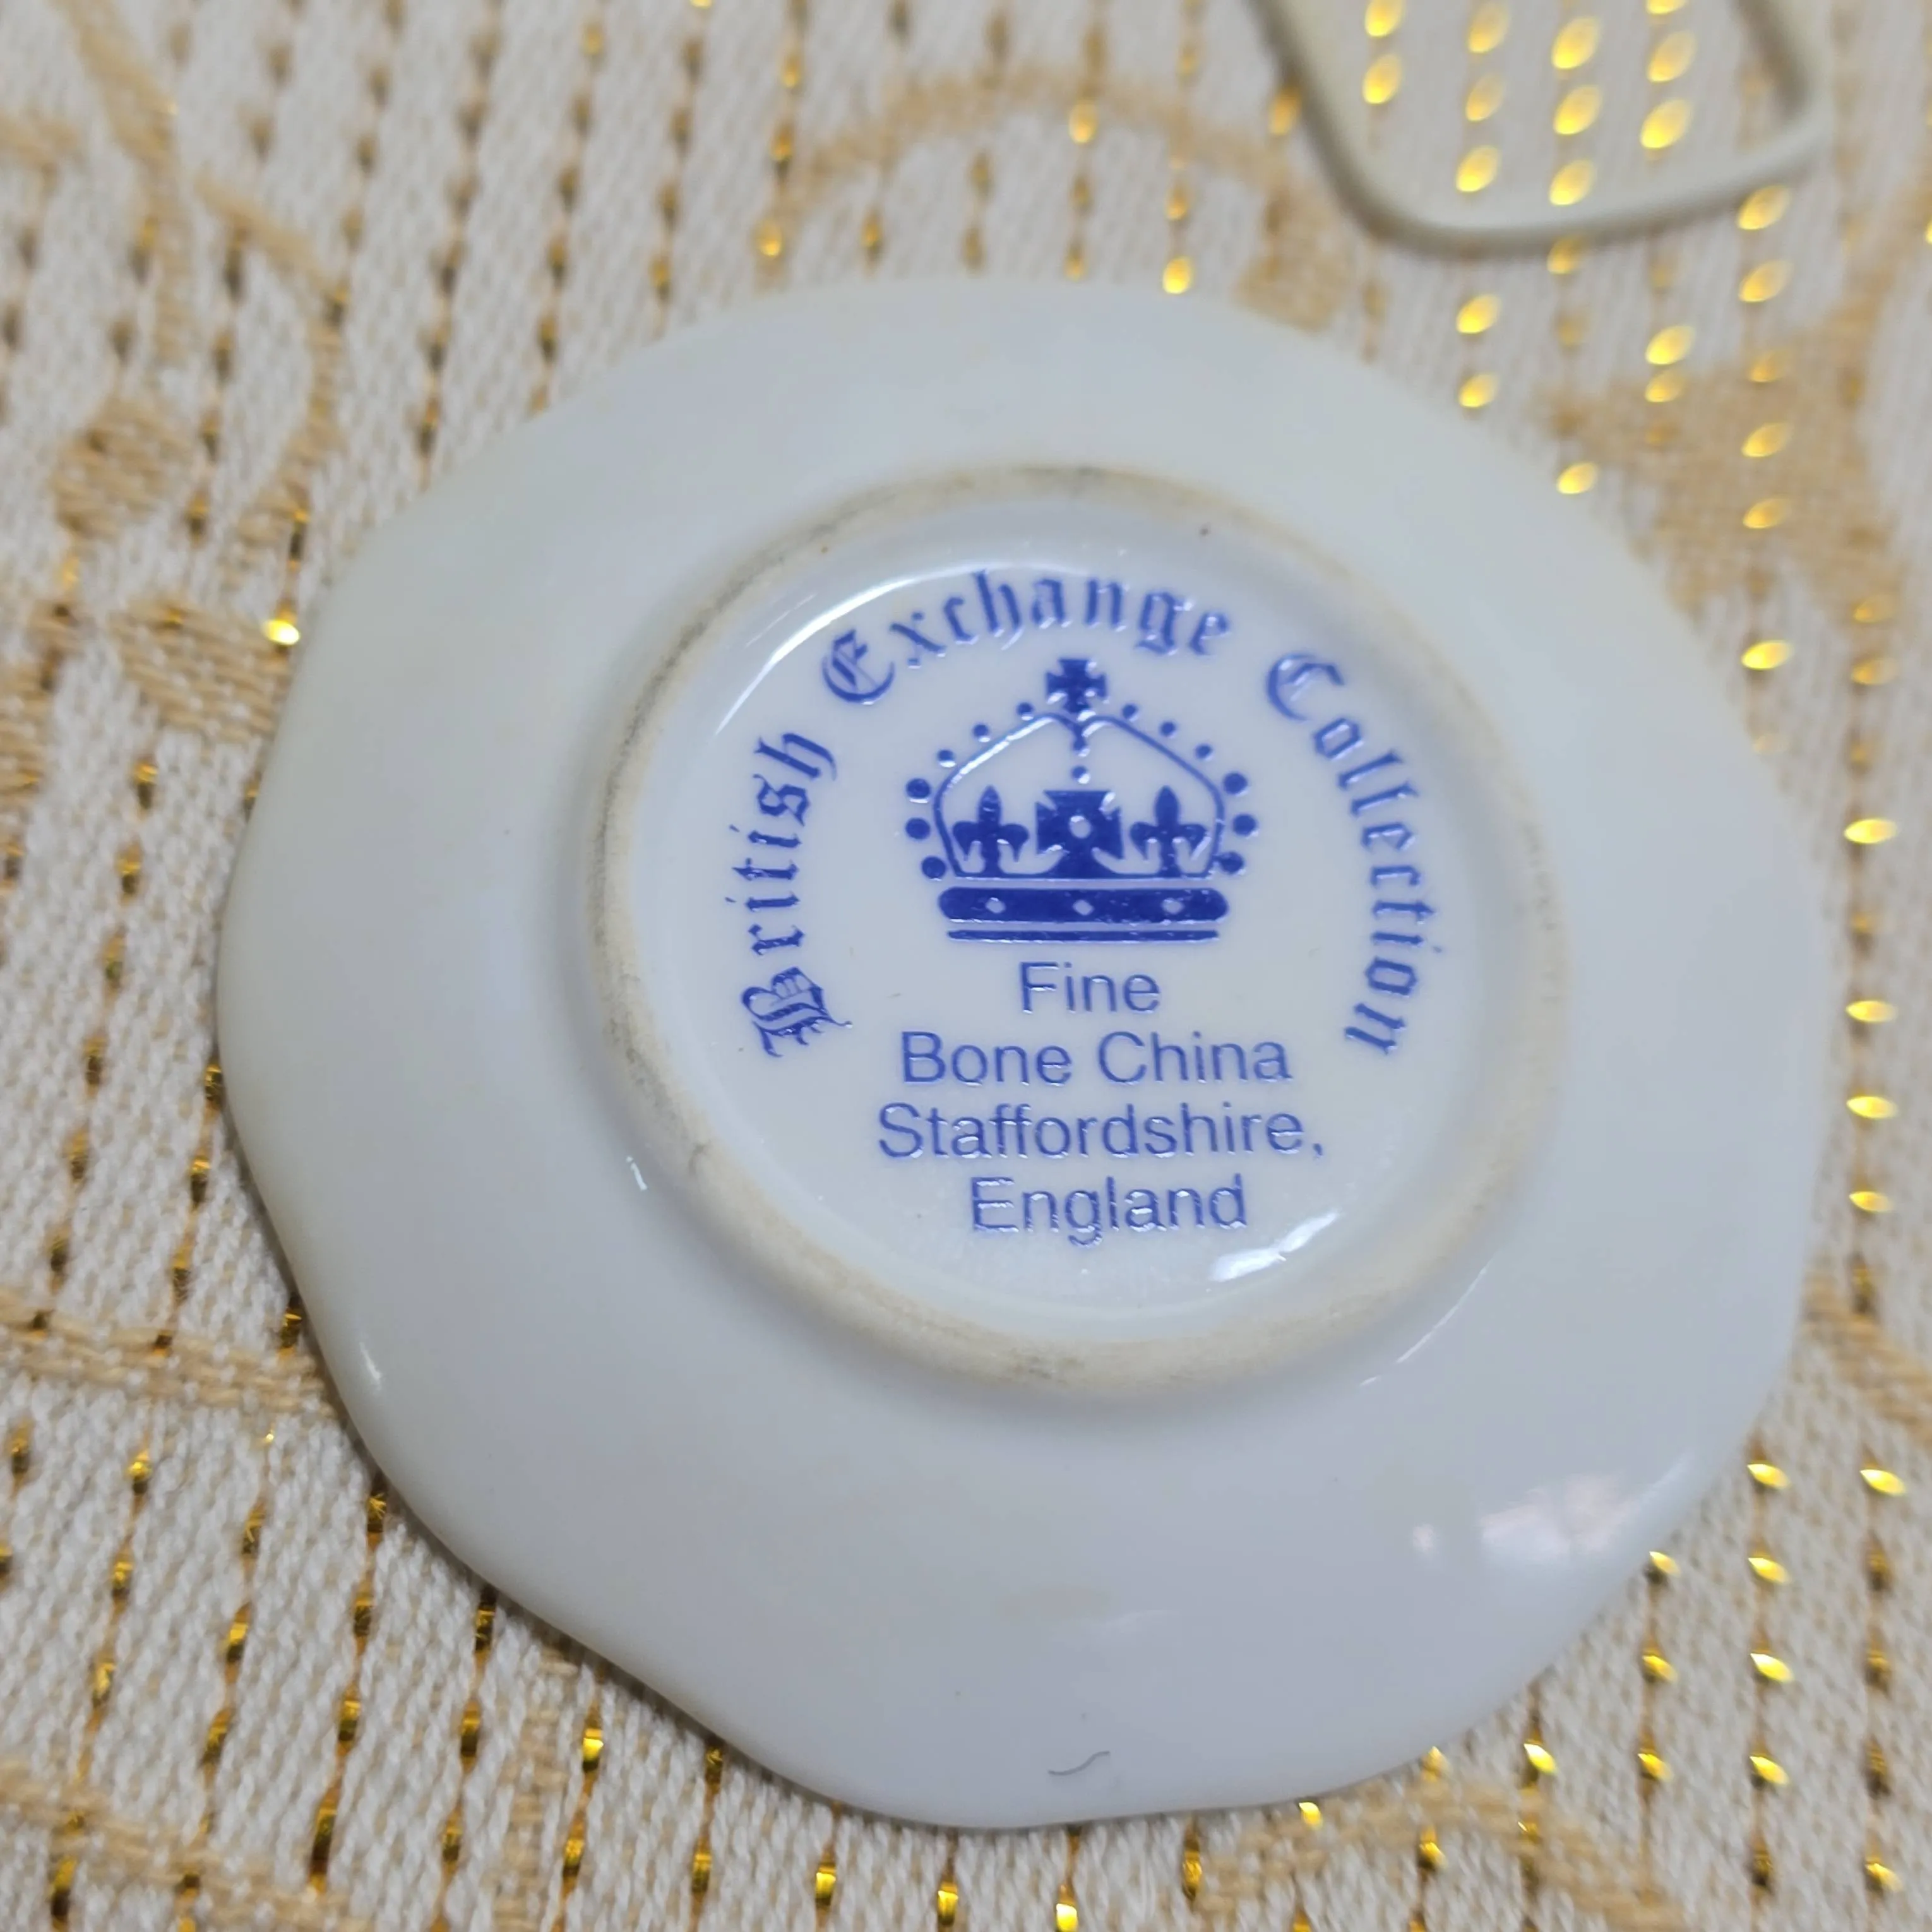 British Exchange Collection
Fine
Bone China
Staffordshire,
England